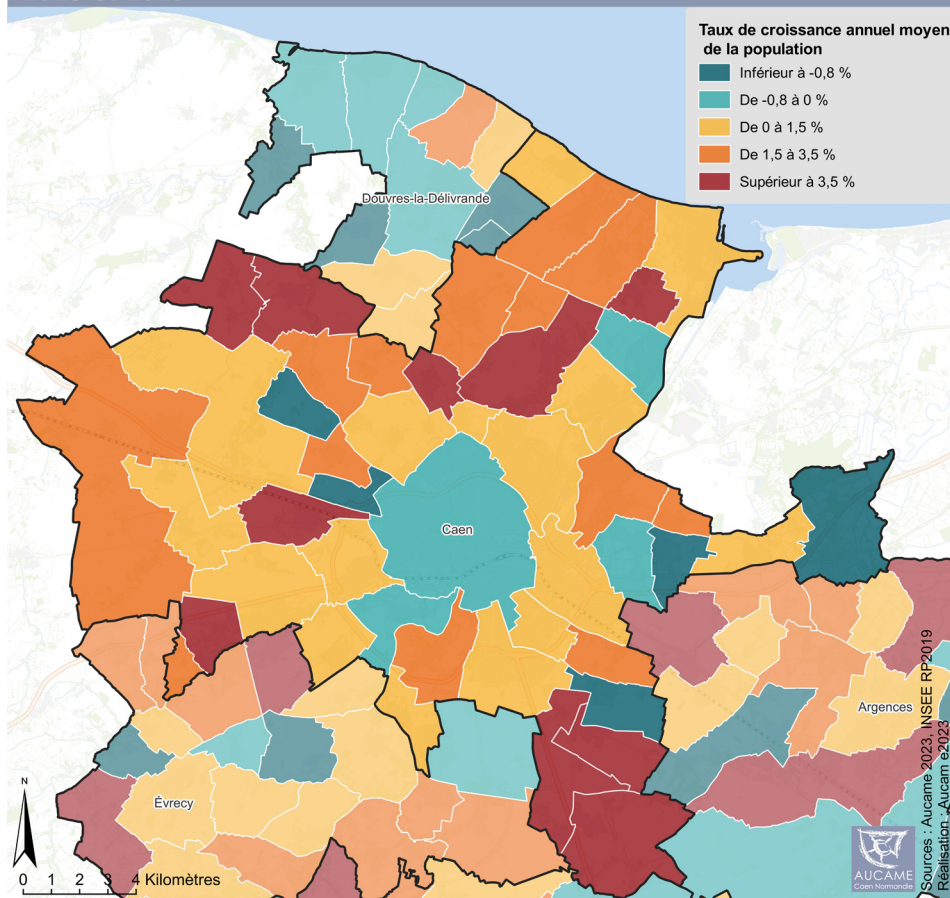 Taux de croissance annuel moyen
de la population
Inférieur à -0,8 %
De -0,8 à 0 %
De 0 à 1,5 %
De 1,5 à 3,5 %
Supérieur à 3,5 %
Douvres-la-Délivrande
Caen
Argences
Évrecy
N
0 1 2 3 4 Kilomètres
AUCAME
Caen Normandie
Sources : Aucame 2023, INSEE RP2019
Réalisation : Aucam e2023